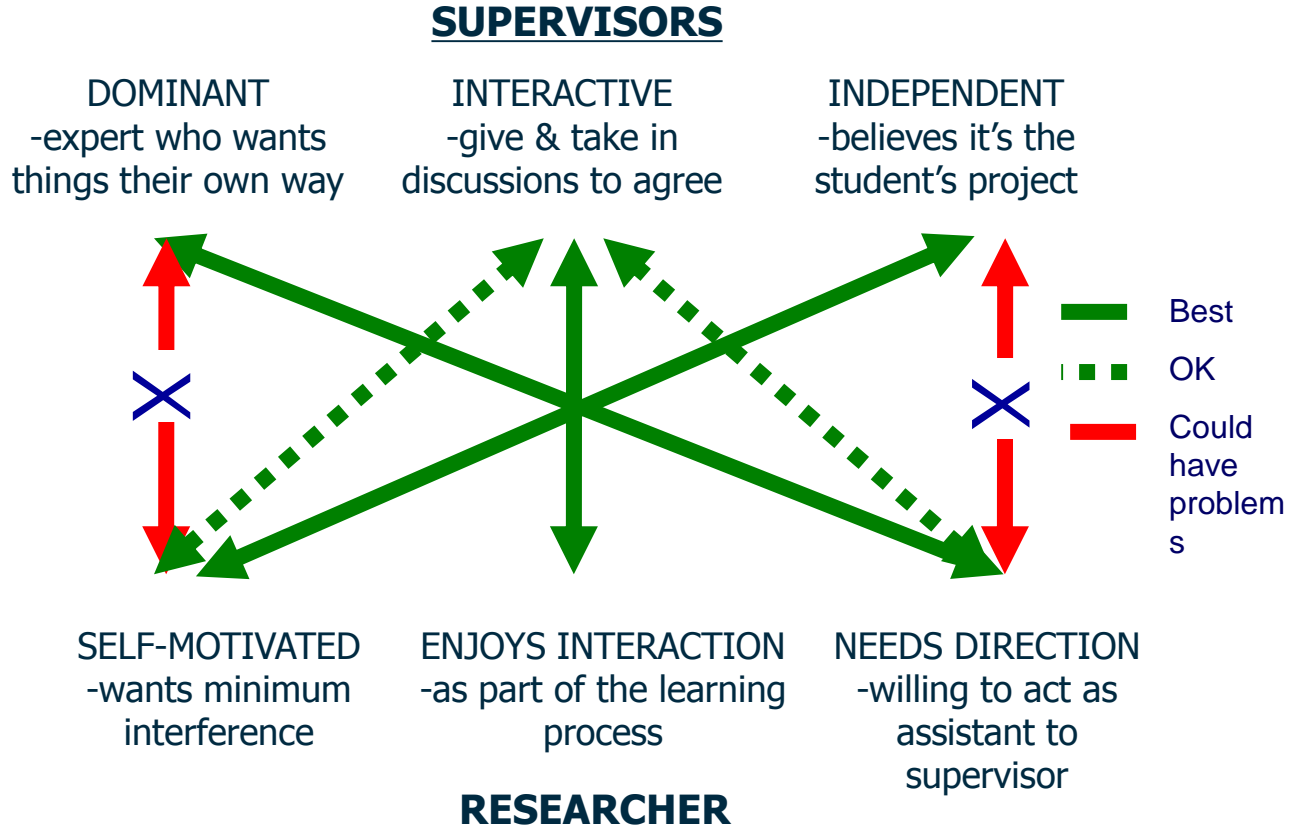 SUPERVISORS
DOMINANT
-expert who wants
things their own way
INTERACTIVE
-give & take in
discussions to agree
INDEPENDENT
-believes it’s the
student’s project
X
X
Best
OK
Could
have
problem
s
SELF-MOTIVATED
-wants minimum
interference
ENJOYS INTERACTION
-as part of the learning
process
NEEDS DIRECTION
-willing to act as
assistant to
supervisor
RESEARCHER